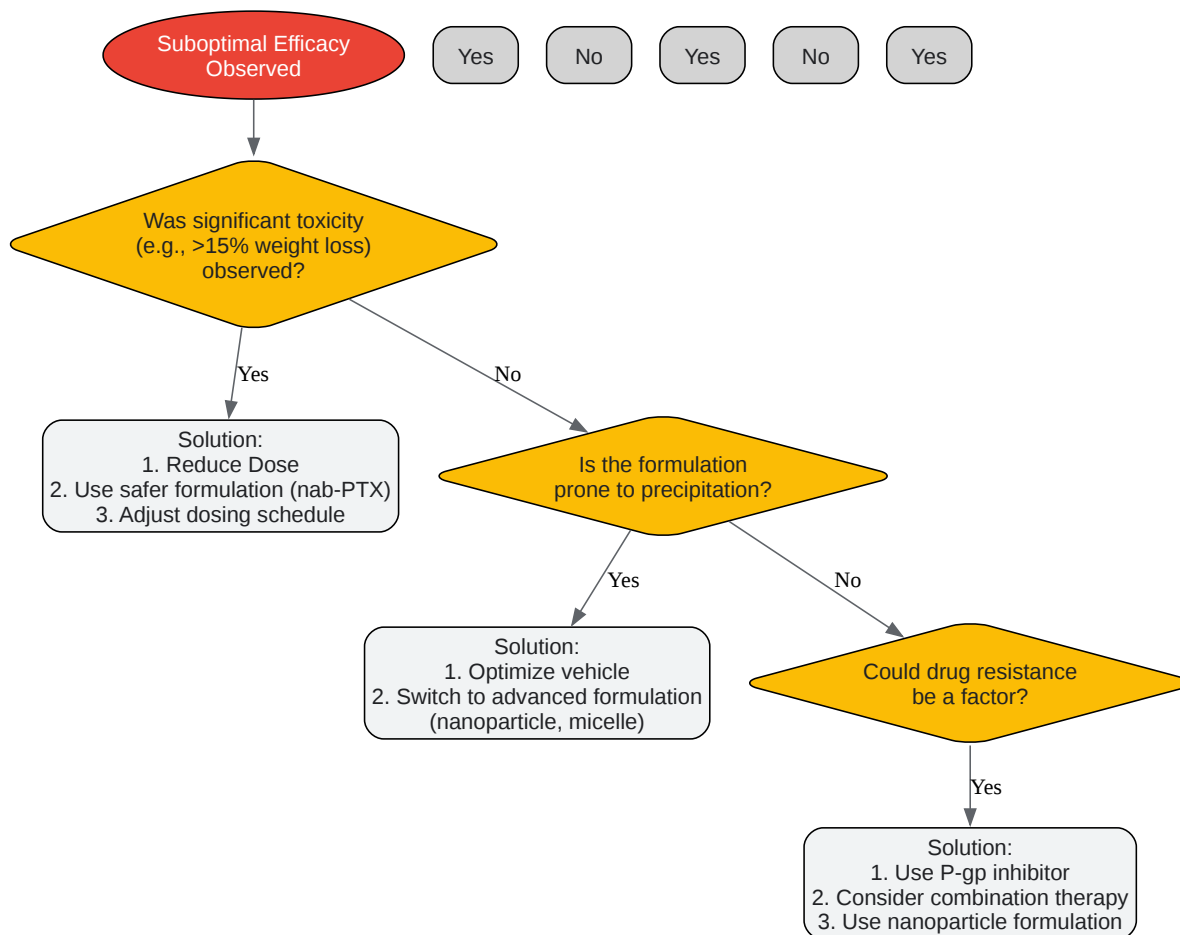 Suboptimal Efficacy
Observed
Yes
No
Yes
No
Yes
Was significant toxicity
(e.g., >15% weight loss)
observed?
Yes
No
Solution:
1. Reduce Dose
2. Use safer formulation (nab-PTX)
3. Adjust dosing schedule
Is the formulation
prone to precipitation?
Yes
No
Solution:
1. Optimize vehicle
2. Switch to advanced formulation
(nanoparticle, micelle)
Could drug resistance
be a factor?
Yes
Solution:
1. Use P-gp inhibitor
2. Consider combination therapy
3. Use nanoparticle formulation